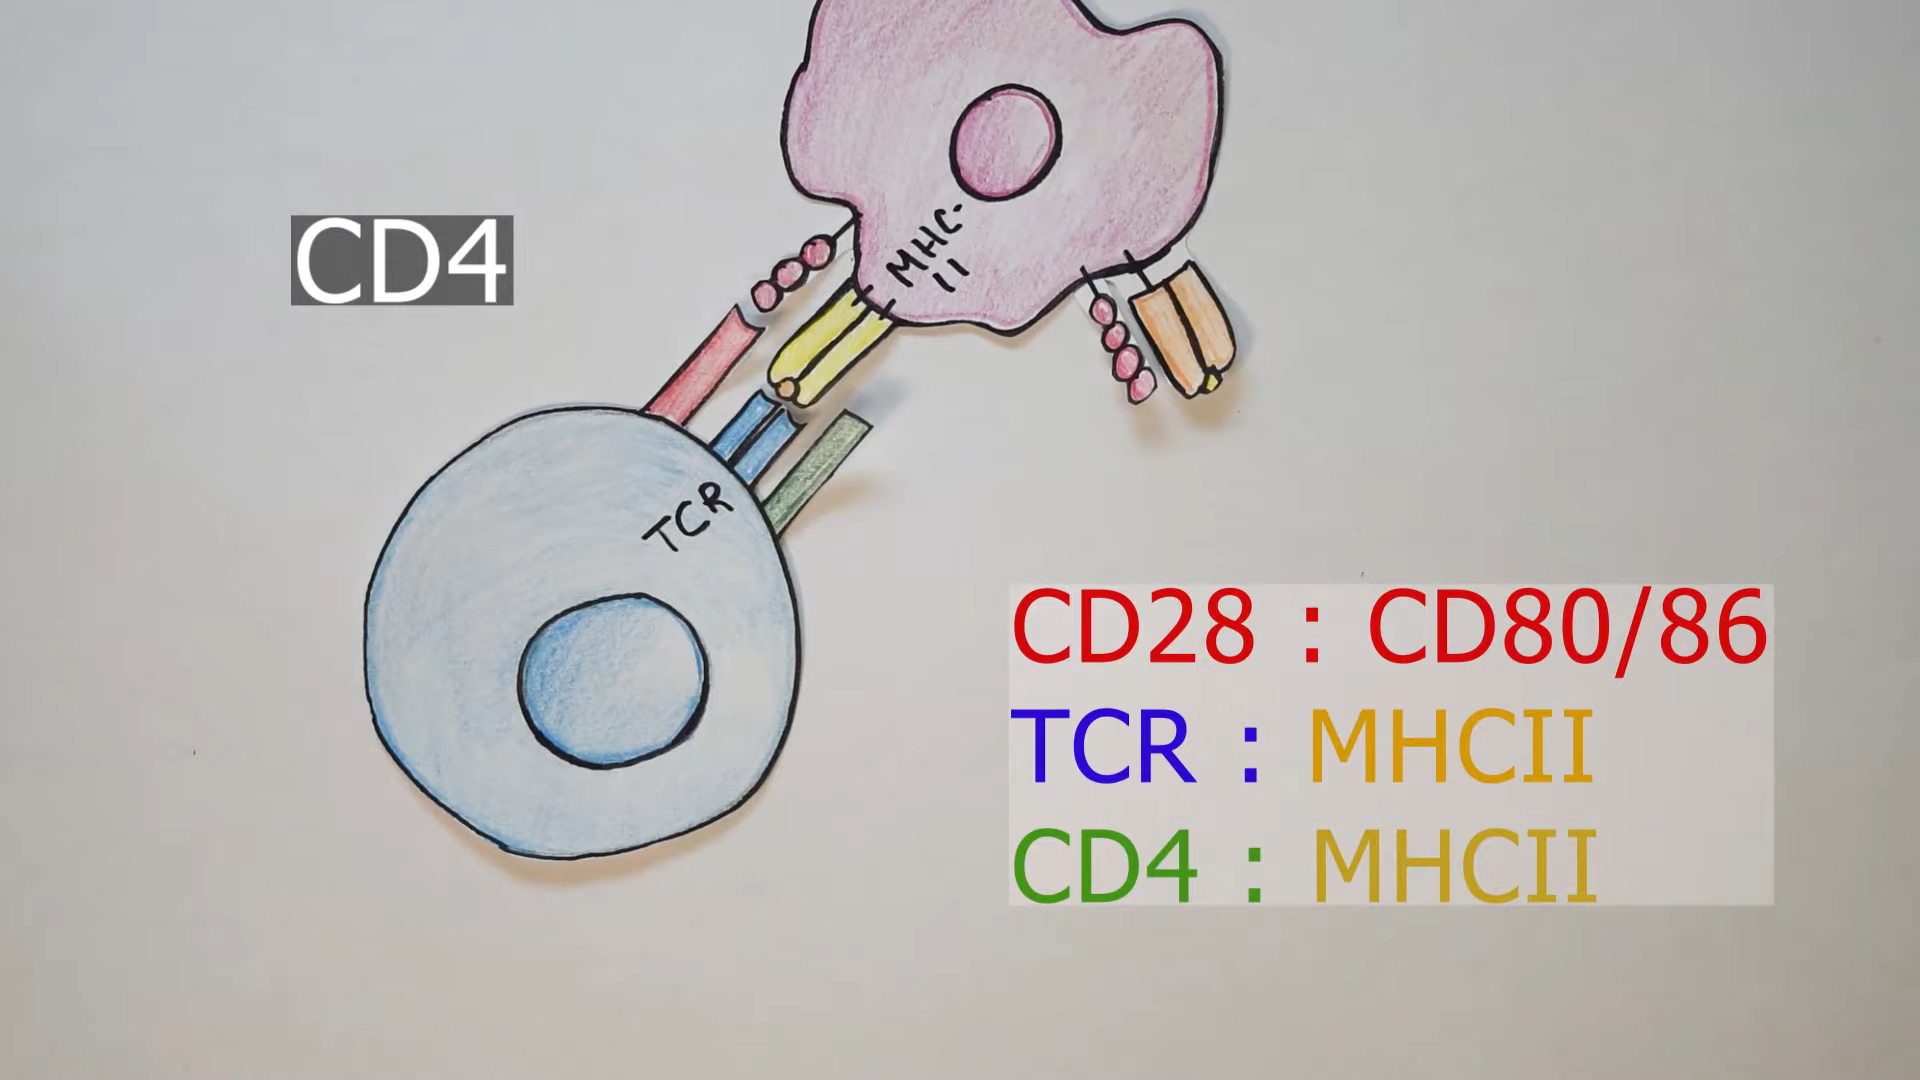 MHC-
II
CD4
TCR
CD28 : CD80/86
TCR : MHCII
CD4 : MHCII